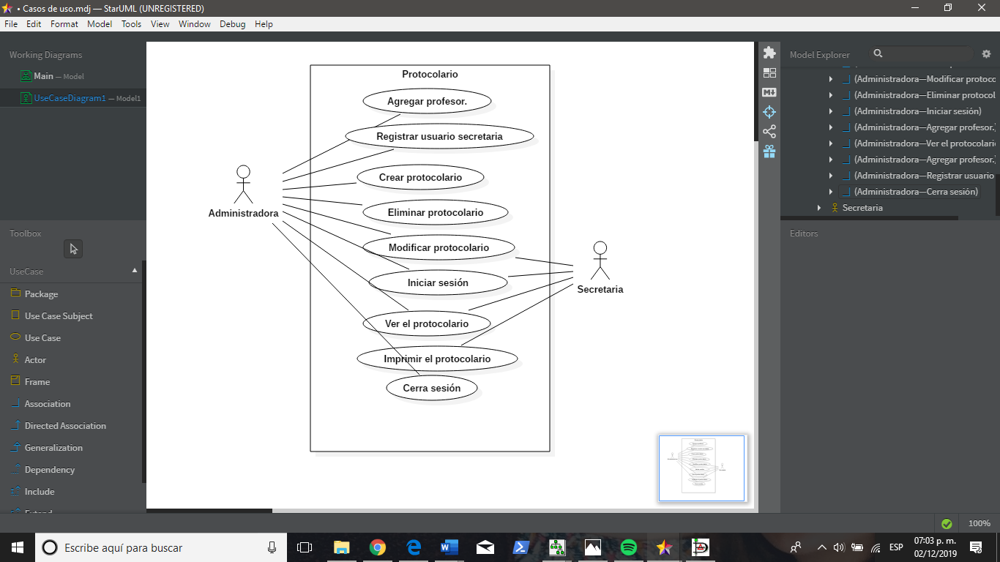 • Casos de uso.mdj — StarUML (UNREGISTERED)
File Edit Format Model Tools View Window Debug Help
Working Diagrams
Main — Model
UseCaseDiagram1 — Model1
Toolbox
UseCase
Package
Use Case Subject
Use Case
Actor
Frame
Association
Directed Association
Generalization
Dependency
Include
Extend
Protocolario
Agregar profesor.
Registrar usuario secretaria
Crear protocolario
Eliminar protocolario
Modificar protocolario
Iniciar sesión
Ver el protocolario
Imprimir el protocolario
Cerra sesión
Administradora
Secretaria
Model Explorer
(Administradora—Modificar protoco
(Administradora—Eliminar protocol
(Administradora—Iniciar sesión)
(Administradora—Agregar profesor.)
(Administradora—Ver el protocolari
(Administradora—Agregar profesor.)
(Administradora—Registrar usuario
(Administradora—Cerra sesión)
Secretaria
Editors
100%
Escribe aquí para buscar
ESP
07:03 p. m.
02/12/2019